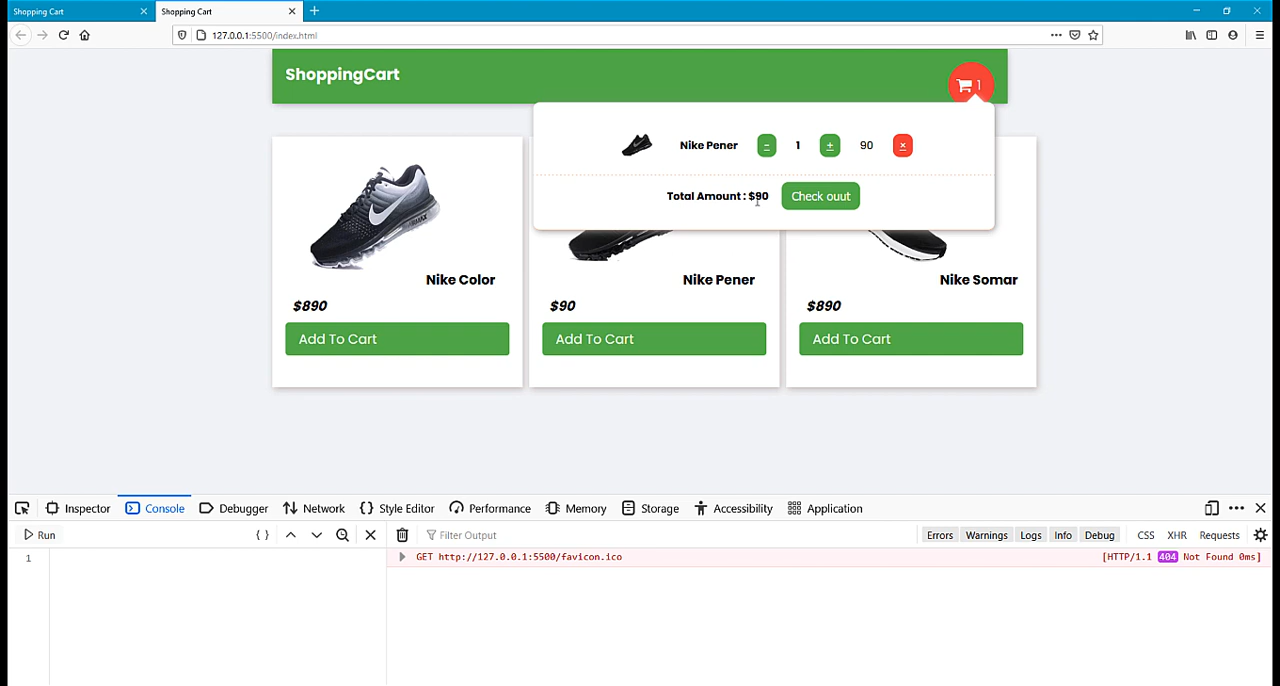 Shopping Cart
Shopping Cart
127.0.0.1:5500/index.html
ShoppingCart
1
Nike Pener - 1 + 90 ×
Total Amount : $90 Check ouut
Nike Color Nike Pener Nike Somar
$890 $90 $890
Add To Cart Add To Cart Add To Cart
Inspector Console Debugger Network Style Editor Performance Memory Storage Accessibility Application
Run Filter Output Errors Warnings Logs Info Debug CSS XHR Requests
1 GET http://127.0.0.1:5500/favicon.ico [HTTP/1.1 404 Not Found 0ms]